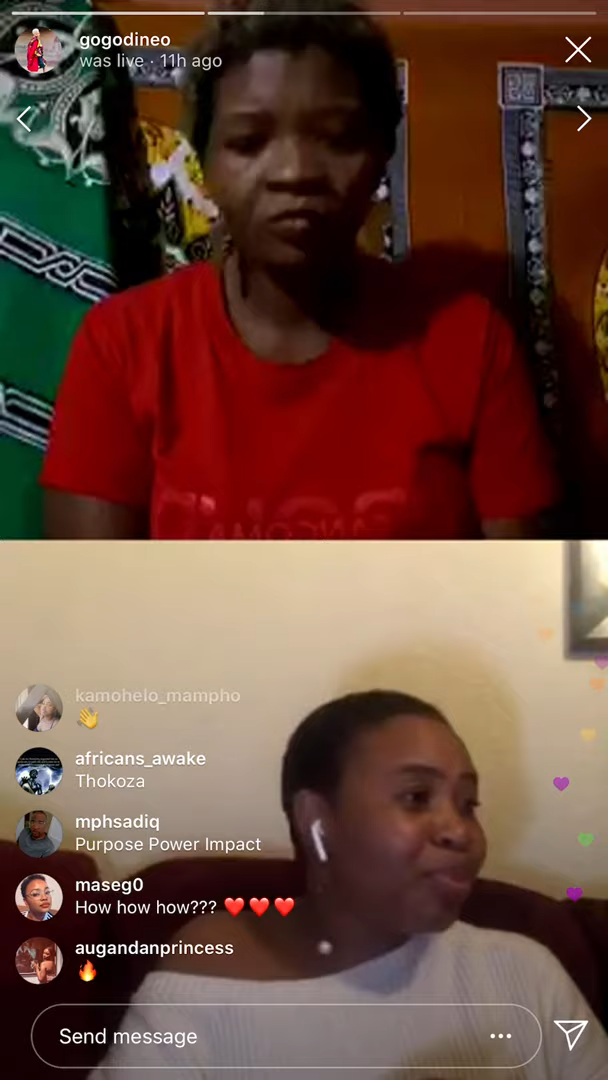 gogodineo
was live · 11h ago
kamohelo_mampho
👋
africans_awake
Thokoza
mphsadiq
Purpose Power Impact
maseg0
How how how??? ❤️❤️❤️
augandanprincess
🔥
Send message